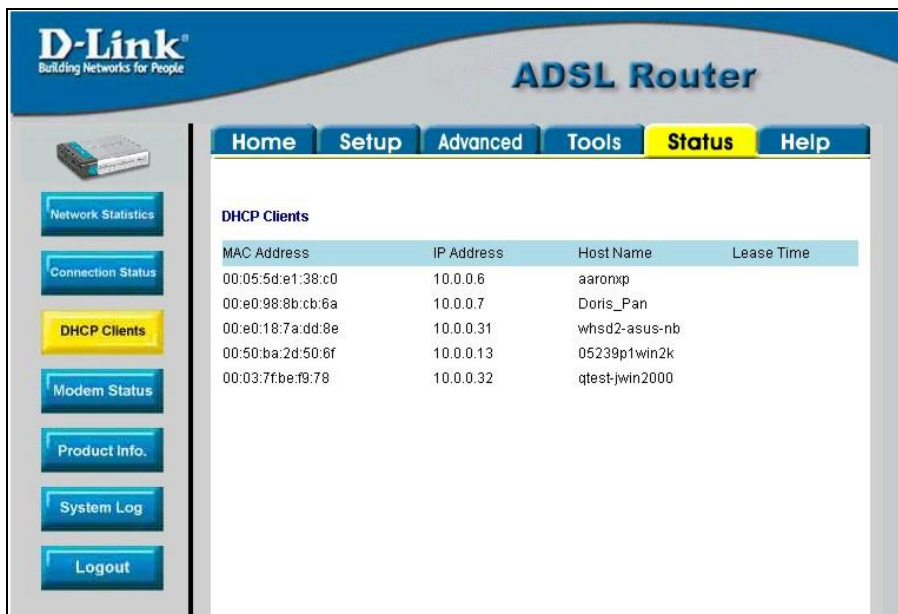 D-Link®
Building Networks for People
ADSL Router
Home Setup Advanced Tools Status Help
Network Statistics
Connection Status
DHCP Clients
Modem Status
Product Info.
System Log
Logout
DHCP Clients
MAC Address IP Address Host Name Lease Time
00:05:5d:e1:38:c0 10.0.0.6 aaronxp
00:e0:98:8b:cb:6a 10.0.0.7 Doris_Pan
00:e0:18:7a:dd:8e 10.0.0.31 whsd2-asus-nb
00:50:ba:2d:50:6f 10.0.0.13 05239p1win2k
00:03:7f:be:f9:78 10.0.0.32 qtest-jwin2000